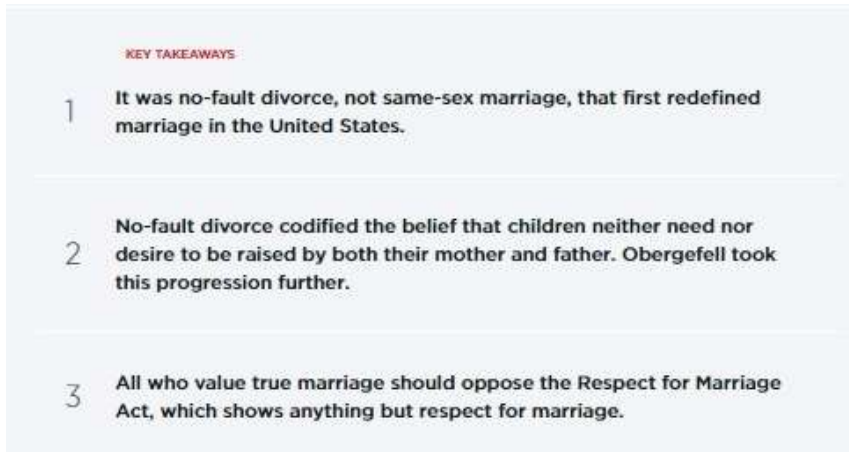 KEY TAKEAWAYS
1
It was no-fault divorce, not same-sex marriage, that first redefined
marriage in the United States.
2
No-fault divorce codified the belief that children neither need nor
desire to be raised by both their mother and father. Obergefell took
this progression further.
3
All who value true marriage should oppose the Respect for Marriage
Act, which shows anything but respect for marriage.